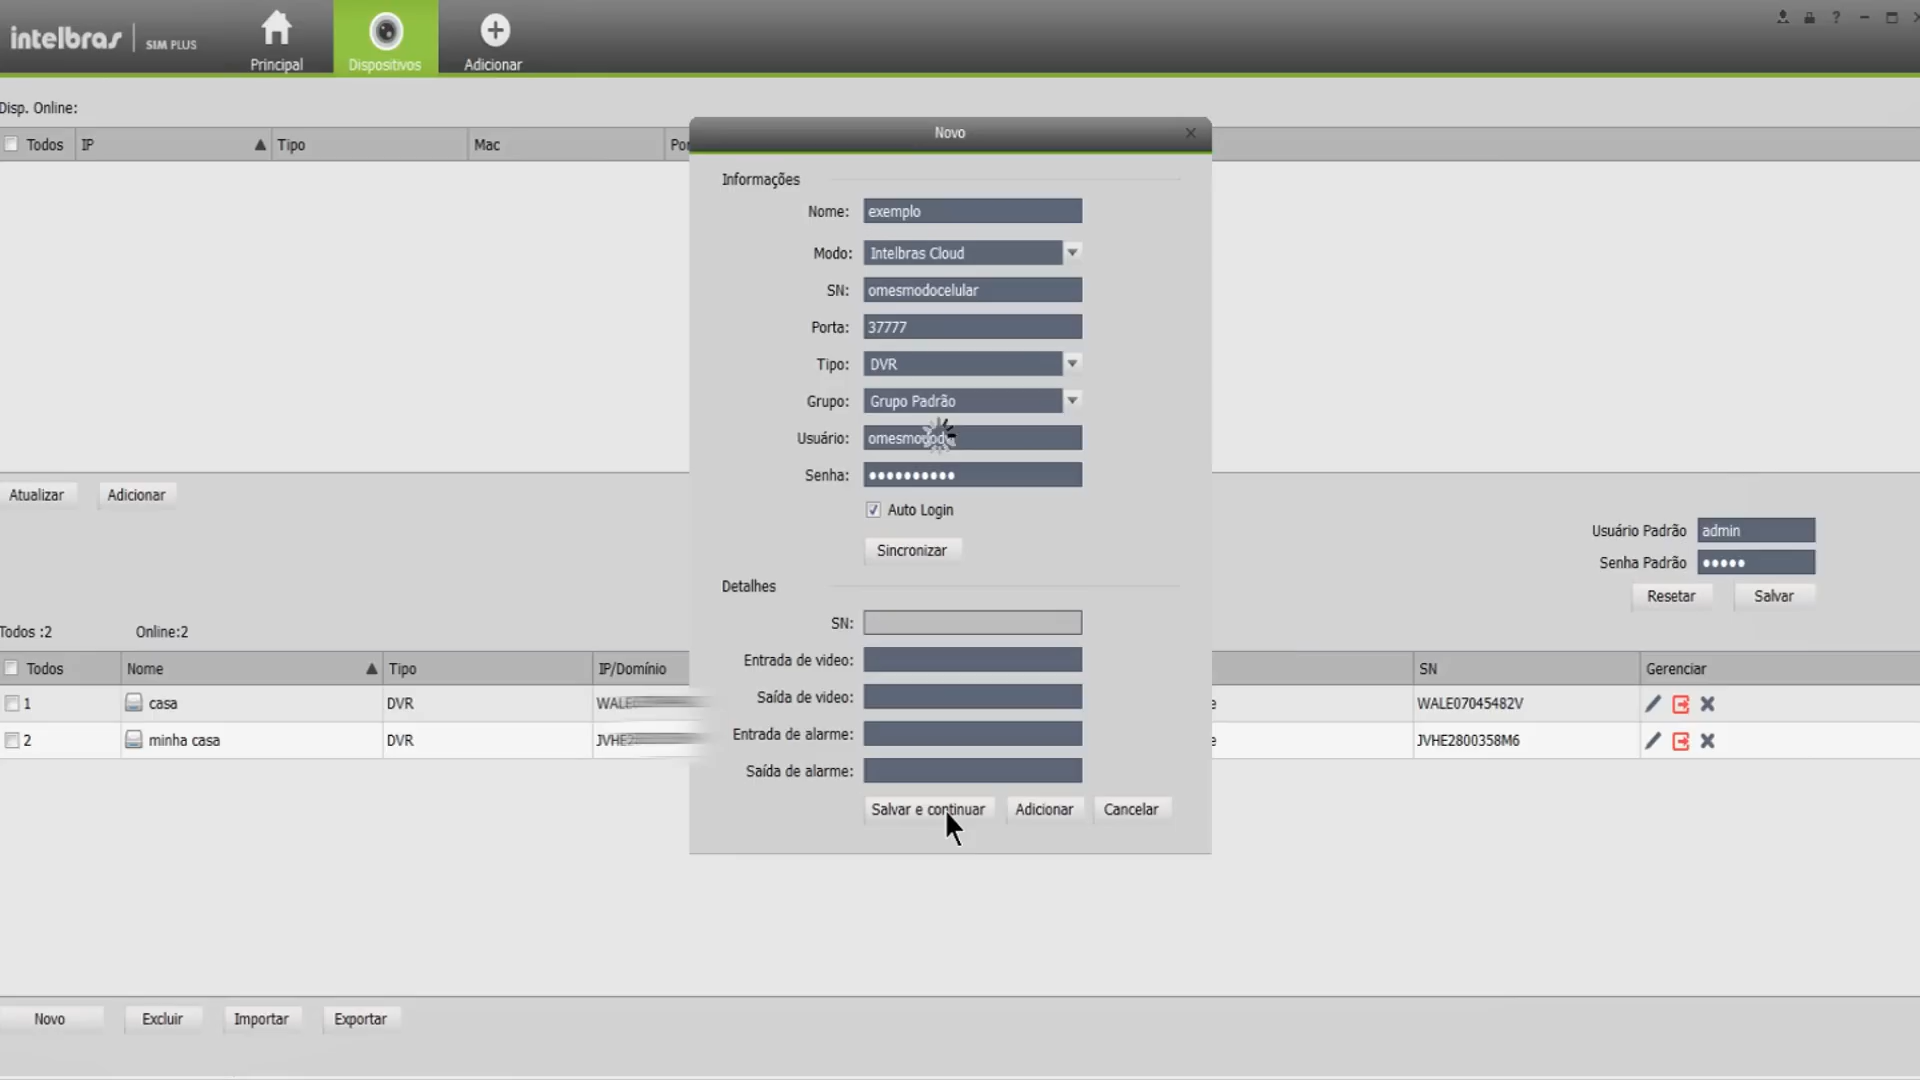 intelbras SIM PLUS
Principal
Dispositivos
Adicionar
?
Disp. Online:
Todos IP Tipo Mac
Novo
Informações
Nome: exemplo
Modo: Intelbras Cloud
SN: omesmodocelular
Porta: 37777
Tipo: DVR
Grupo: Grupo Padrão
Usuário:
Senha: ••••••••••
Auto Login
Sincronizar
Detalhes
SN:
Entrada de video:
Saída de video:
Entrada de alarme:
Saída de alarme:
Salvar e continuar Adicionar Cancelar
Atualizar Adicionar
Usuário Padrão admin
Senha Padrão •••••
Resetar Salvar
Todos :2 Online:2
Todos Nome Tipo IP/Domínio SN Gerenciar
1 casa DVR WALE07045482V
2 minha casa DVR JVHE2800358M6
Novo Excluir Importar Exportar